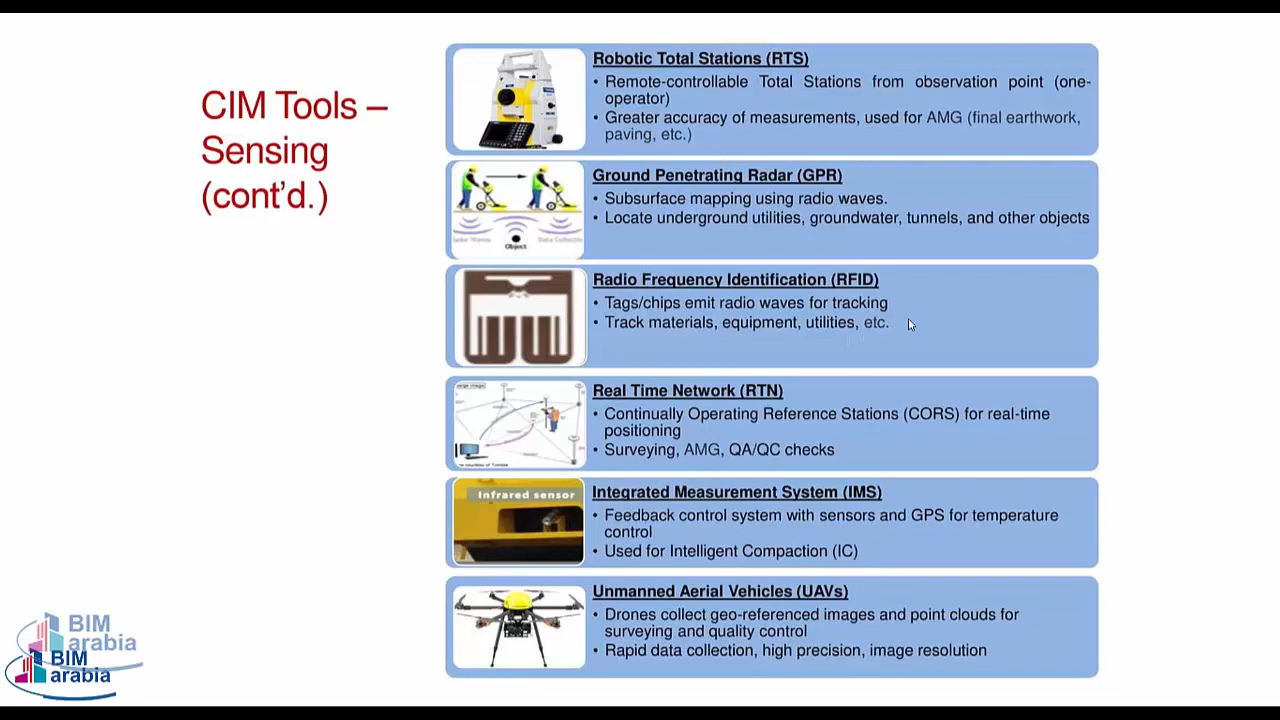 CIM Tools –
Sensing
(cont’d.)
Robotic Total Stations (RTS)
• Remote-controllable Total Stations from observation point (one-
operator)
• Greater accuracy of measurements, used for AMG (final earthwork,
paving, etc.)
Ground Penetrating Radar (GPR)
• Subsurface mapping using radio waves.
• Locate underground utilities, groundwater, tunnels, and other objects
Object
Radio Frequency Identification (RFID)
• Tags/chips emit radio waves for tracking
• Track materials, equipment, utilities, etc.
Real Time Network (RTN)
• Continually Operating Reference Stations (CORS) for real-time
positioning
• Surveying, AMG, QA/QC checks
Infrared sensor
Integrated Measurement System (IMS)
• Feedback control system with sensors and GPS for temperature
control
• Used for Intelligent Compaction (IC)
Unmanned Aerial Vehicles (UAVs)
• Drones collect geo-referenced images and point clouds for
surveying and quality control
• Rapid data collection, high precision, image resolution
BIM
arabia
BIM
arabia